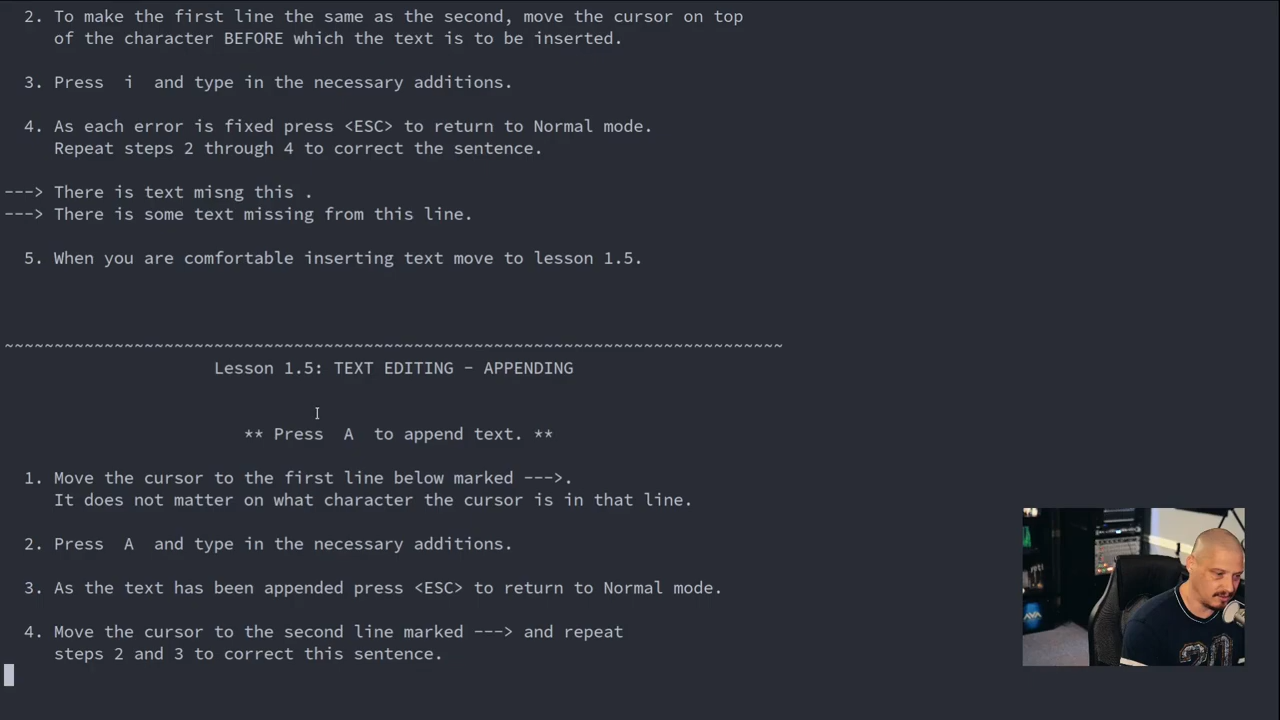 2. To make the first line the same as the second, move the cursor on top
of the character BEFORE which the text is to be inserted.
3. Press  i  and type in the necessary additions.
4. As each error is fixed press <ESC> to return to Normal mode.
Repeat steps 2 through 4 to correct the sentence.
---> There is text misng this .
---> There is some text missing from this line.
5. When you are comfortable inserting text move to lesson 1.5.
~~~~~~~~~~~~~~~~~~~~~~~~~~~~~~~~~~~~~~~~~~~~~~~~~~~~~~~~~~~~~~~~~~~~~~~~~~~~~~
Lesson 1.5: TEXT EDITING - APPENDING
** Press  A  to append text. **
1. Move the cursor to the first line below marked --->.
It does not matter on what character the cursor is in that line.
2. Press  A  and type in the necessary additions.
3. As the text has been appended press <ESC> to return to Normal mode.
4. Move the cursor to the second line marked ---> and repeat
steps 2 and 3 to correct this sentence.
20